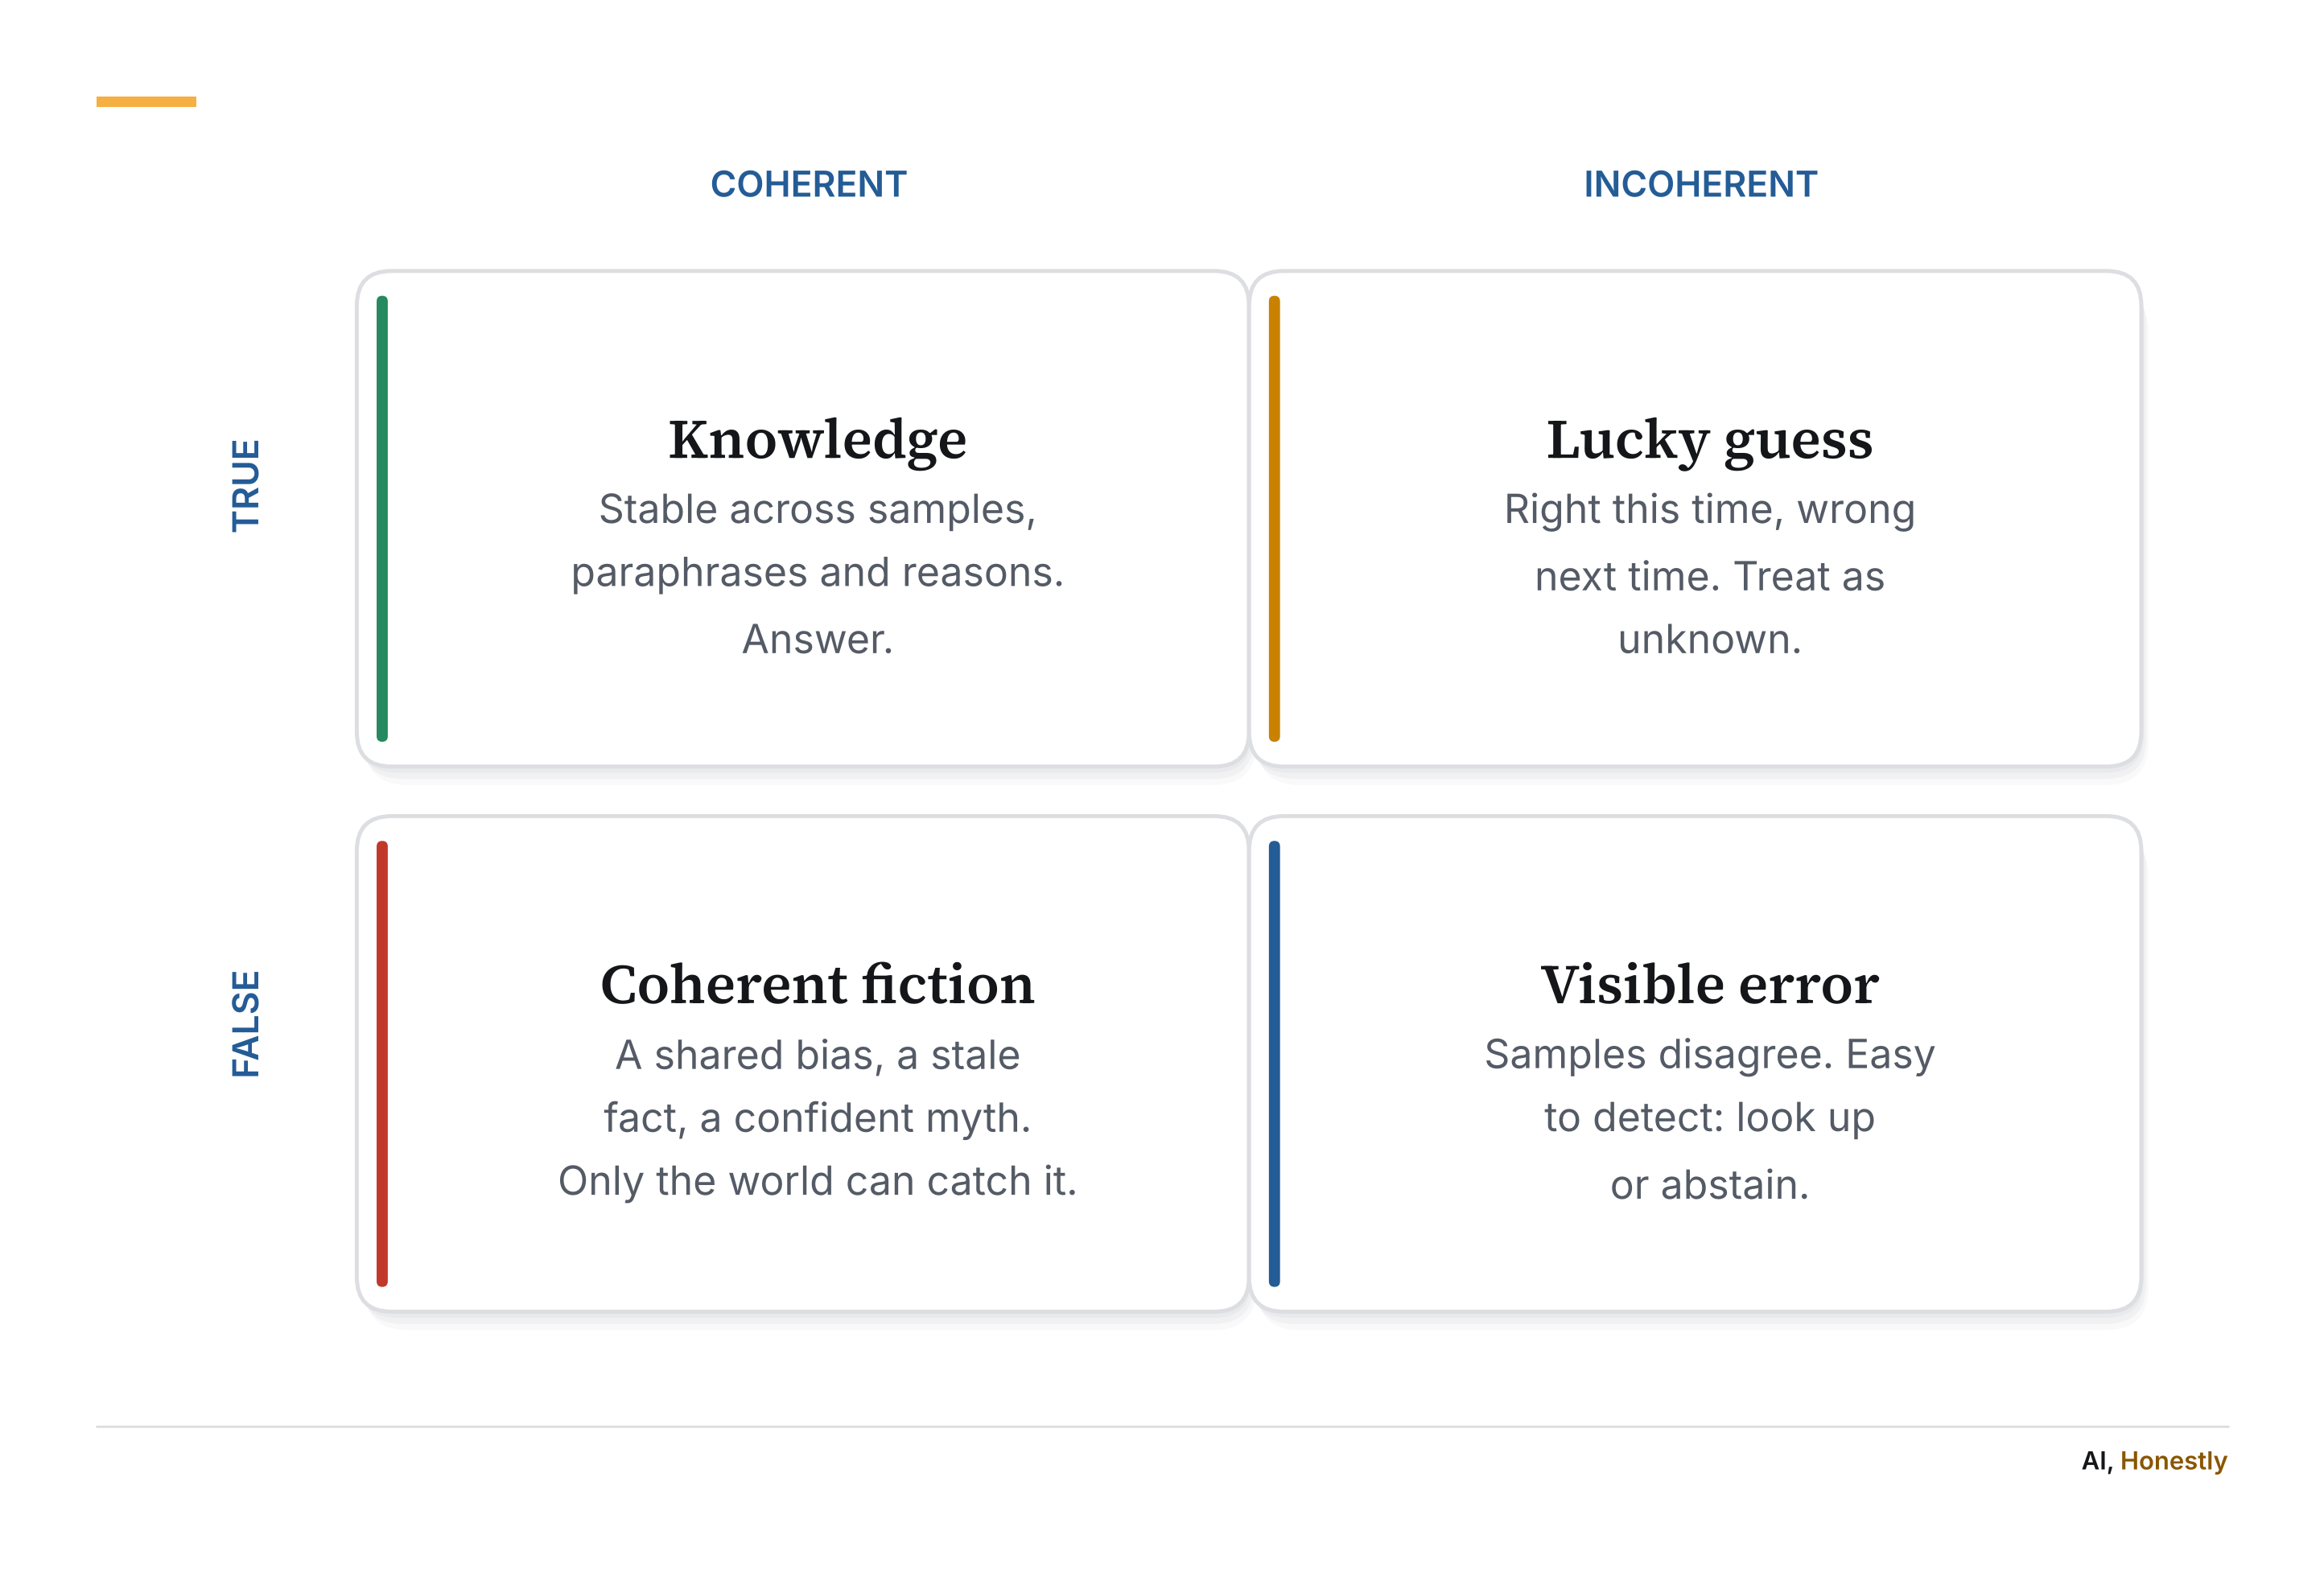 COHERENT
INCOHERENT
TRUE
Knowledge
Stable across samples,
paraphrases and reasons.
Answer.
Lucky guess
Right this time, wrong
next time. Treat as
unknown.
FALSE
Coherent fiction
A shared bias, a stale
fact, a confident myth.
Only the world can catch it.
Visible error
Samples disagree. Easy
to detect: look up
or abstain.
AI, Honestly